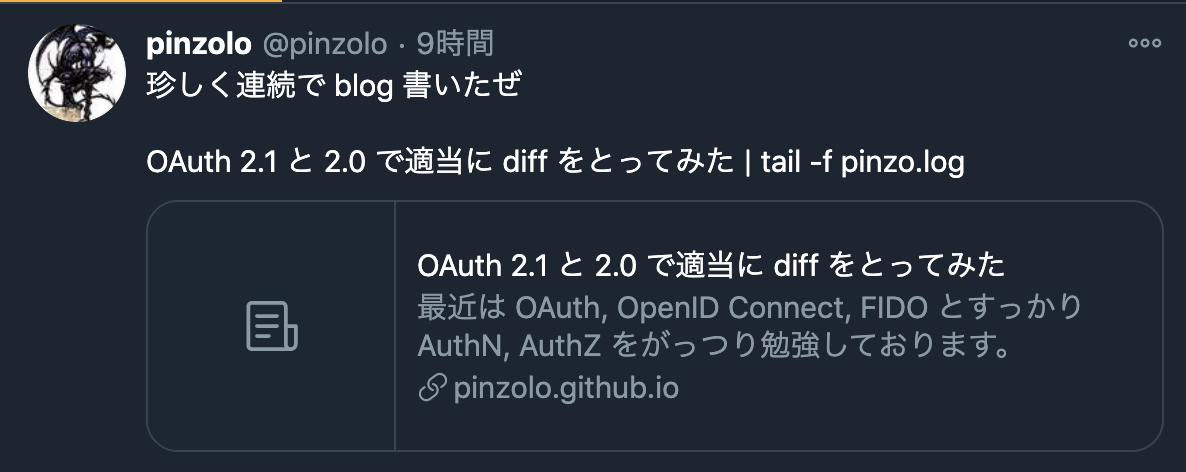 pinzolo @pinzolo · 9時間
珍しく連続で blog 書いたぜ
OAuth 2.1 と 2.0 で適当に diff をとってみた | tail -f pinzo.log
OAuth 2.1 と 2.0 で適当に diff をとってみた
最近は OAuth, OpenID Connect, FIDO とすっかり
AuthN, AuthZ をがっつり勉強しております。
pinzolo.github.io